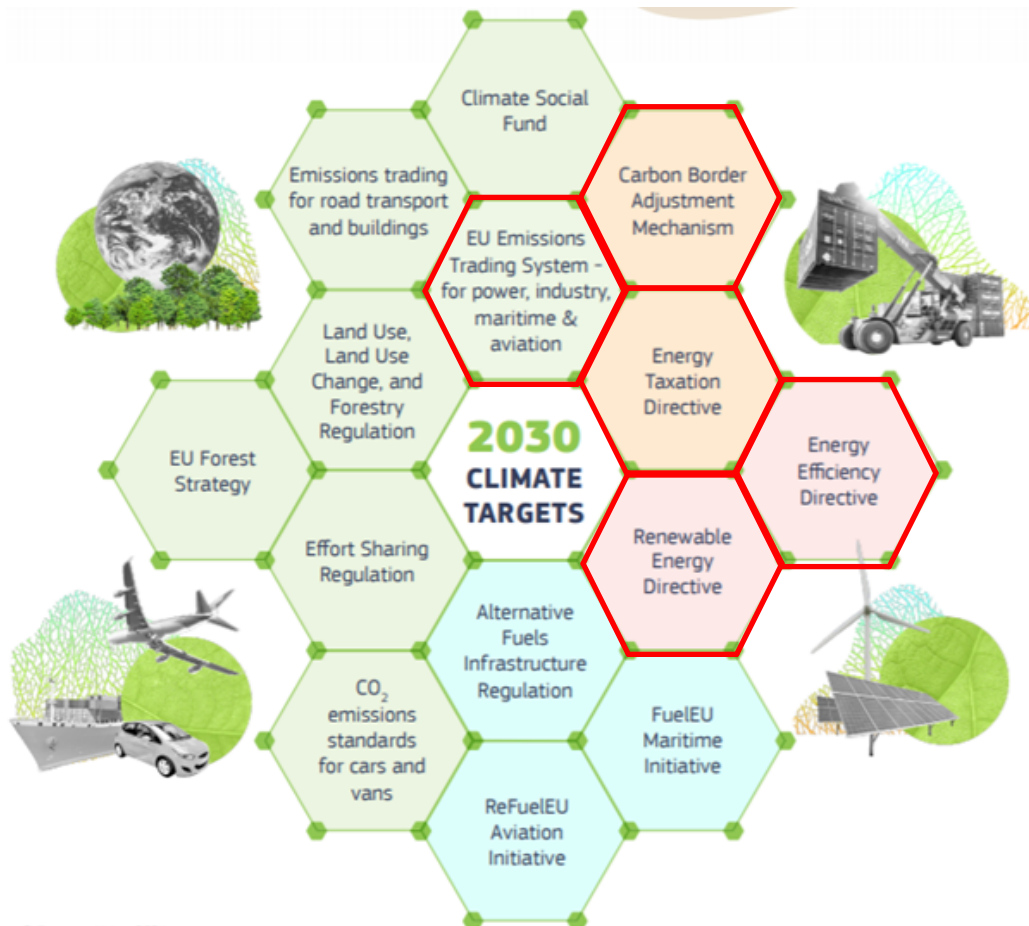 Climate Social
Fund
Emissions trading
for road transport
and buildings
Carbon Border
Adjustment
Mechanism
EU Emissions
Trading System -
for power, industry,
maritime &
aviation
Land Use,
Land Use
Change, and
Forestry
Regulation
Energy
Taxation
Directive
EU Forest
Strategy
2030
CLIMATE
TARGETS
Energy
Efficiency
Directive
Effort Sharing
Regulation
Renewable
Energy
Directive
Alternative
Fuels
Infrastructure
Regulation
CO₂
emissions
standards
for cars and
vans
FuelEU
Maritime
Initiative
ReFuelEU
Aviation
Initiative